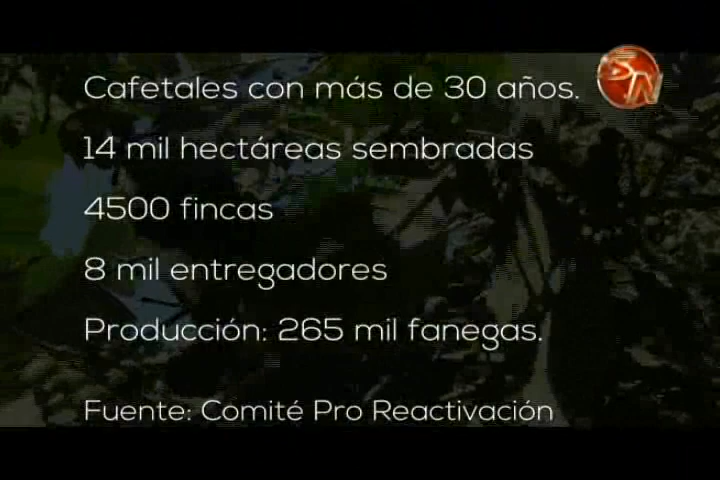 Cafetales con más de 30 años.
14 mil hectáreas sembradas
4500 fincas
8 mil entregadores
Producción: 265 mil fanegas.
Fuente: Comité Pro Reactivación